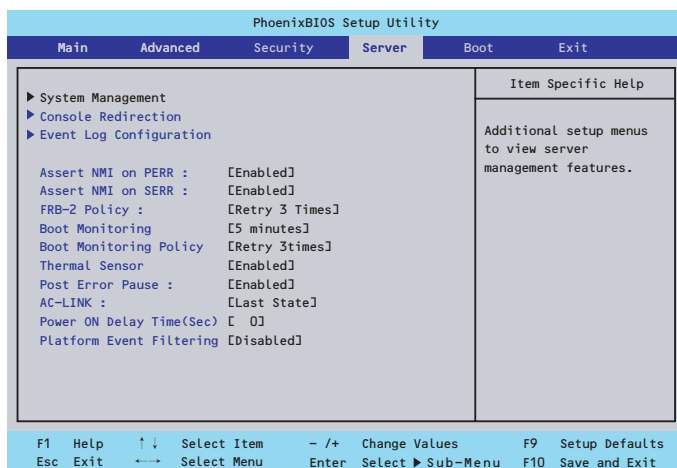 PhoenixBIOS Setup Utility
Main Advanced Security Server Boot Exit
Item Specific Help
▶ System Management
▶ Console Redirection
▶ Event Log Configuration
Assert NMI on PERR : [Enabled]
Assert NMI on SERR : [Enabled]
FRB-2 Policy : [Retry 3 Times]
Boot Monitoring [5 minutes]
Boot Monitoring Policy [Retry 3times]
Thermal Sensor [Enabled]
Post Error Pause : [Enabled]
AC-LINK : [Last State]
Power ON Delay Time(Sec) [ 0]
Platform Event Filtering [Disabled]
Additional setup menus
to view server
management features.
F1 Help ↑↓ Select Item - /+ Change Values F9 Setup Defaults
Esc Exit ←→ Select Menu Enter Select ▶ Sub-Menu F10 Save and Exit